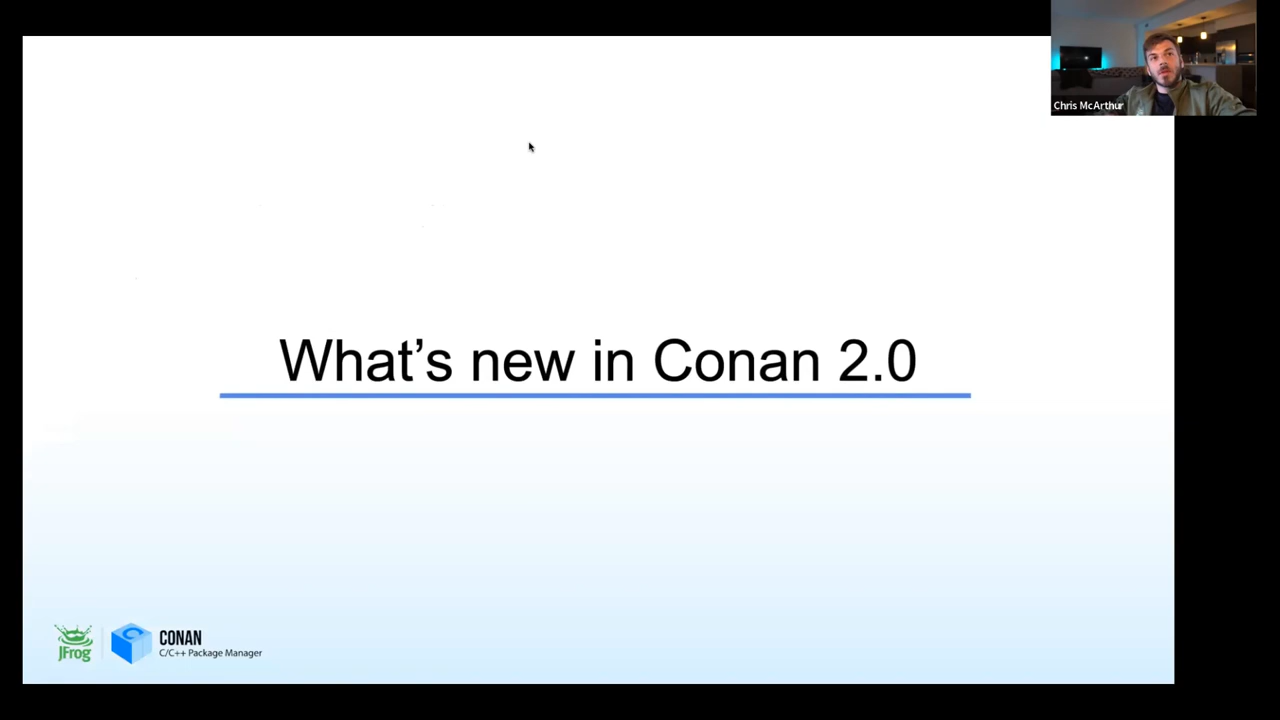 Chris McArthur
What's new in Conan 2.0
JFrog
CONAN
C/C++ Package Manager